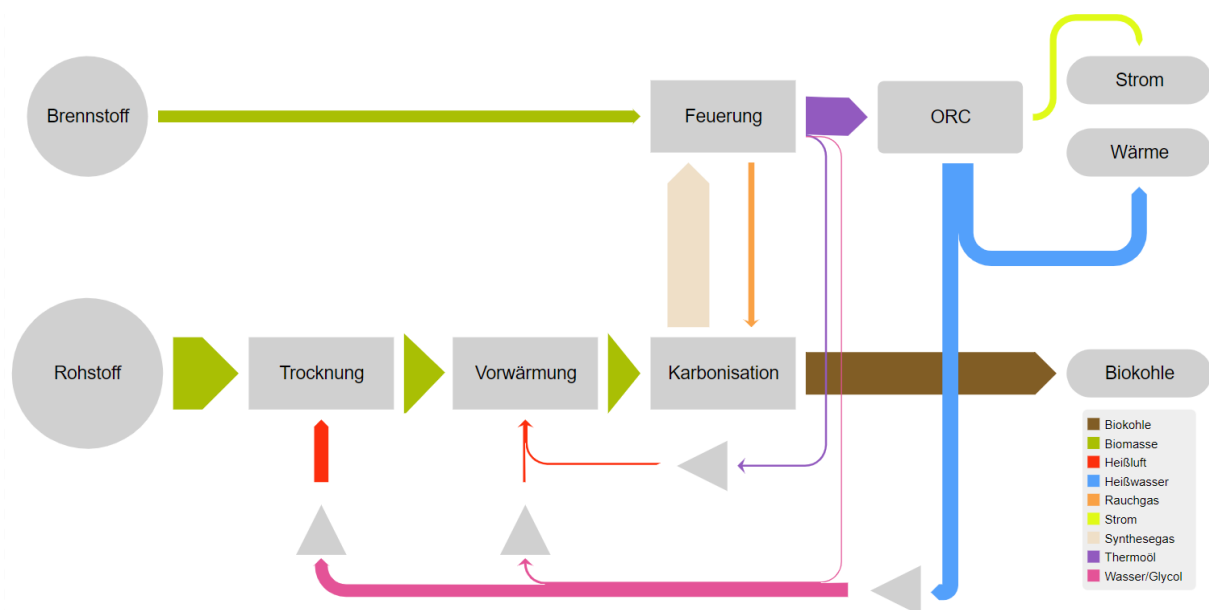 Brennstoff
Feuerung
ORC
Strom
Wärme
Rohstoff
Trocknung
Vorwärmung
Karbonisation
Biokohle
Biokohle
Biomasse
Heißluft
Heißwasser
Rauchgas
Strom
Synthesegas
Thermoöl
Wasser/Glycol